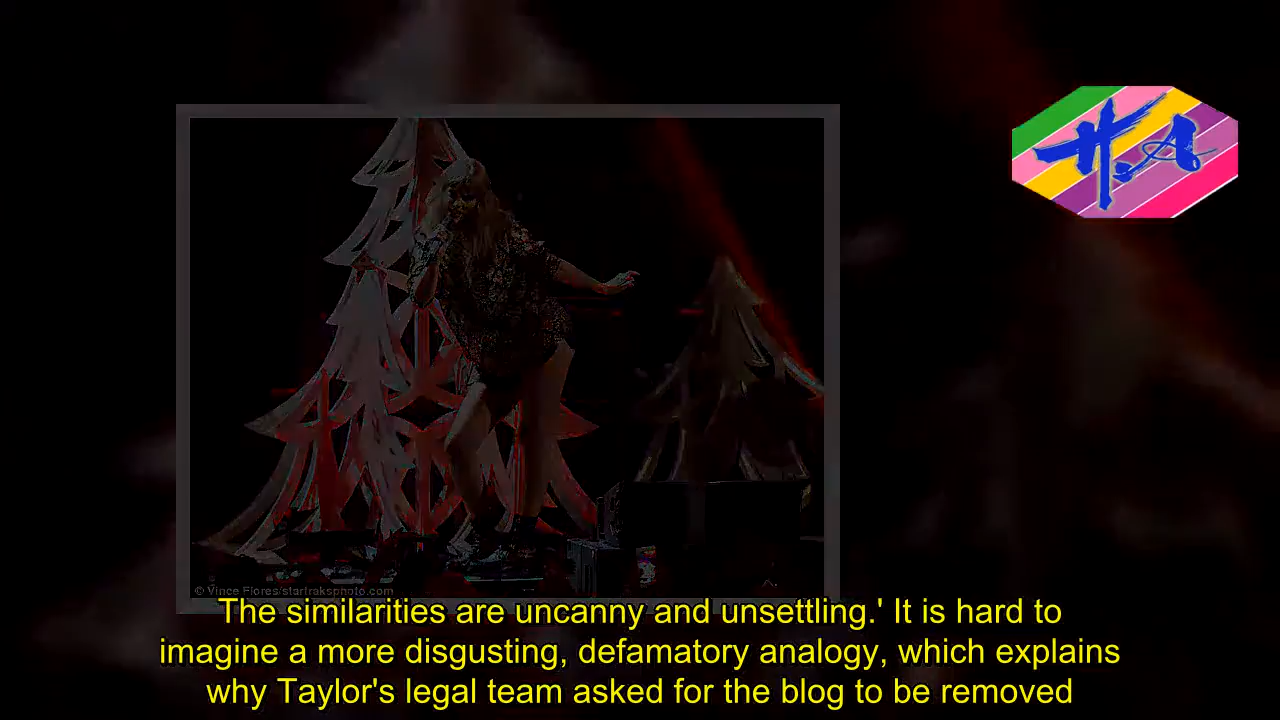 H.A
© Vince Flores/startraksphoto.com
'The similarities are uncanny and unsettling.' It is hard to
imagine a more disgusting, defamatory analogy, which explains
why Taylor's legal team asked for the blog to be removed